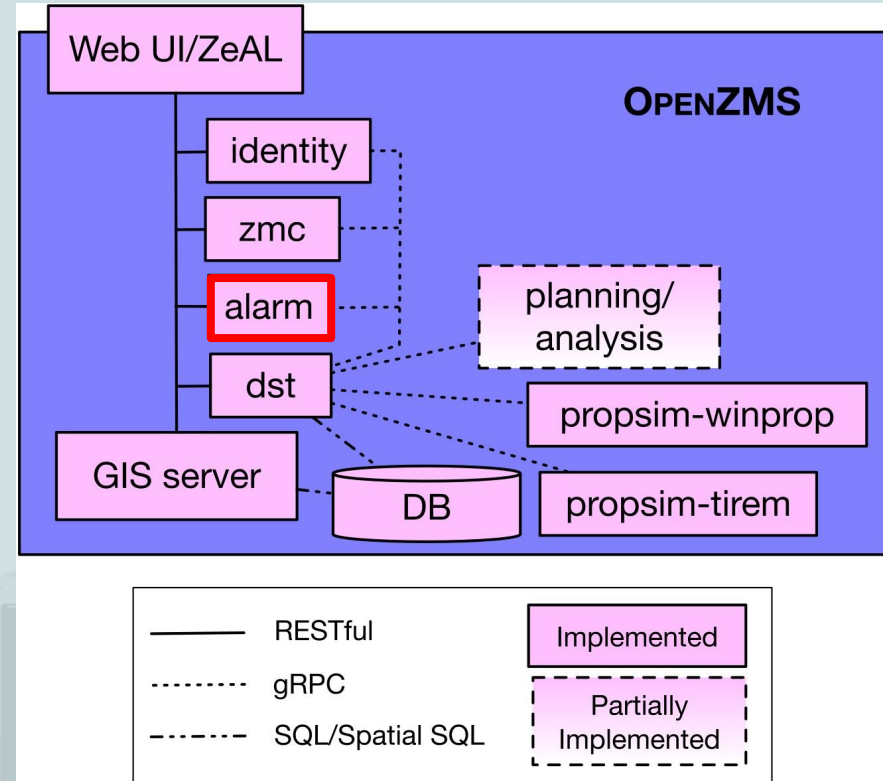 Web UI/ZeAL
OPENZMS
identity
zmc
alarm
planning/
analysis
dst
propsim-winprop
GIS server
DB
propsim-tirem
RESTful
Implemented
gRPC
Partially
Implemented
SQL/Spatial SQL